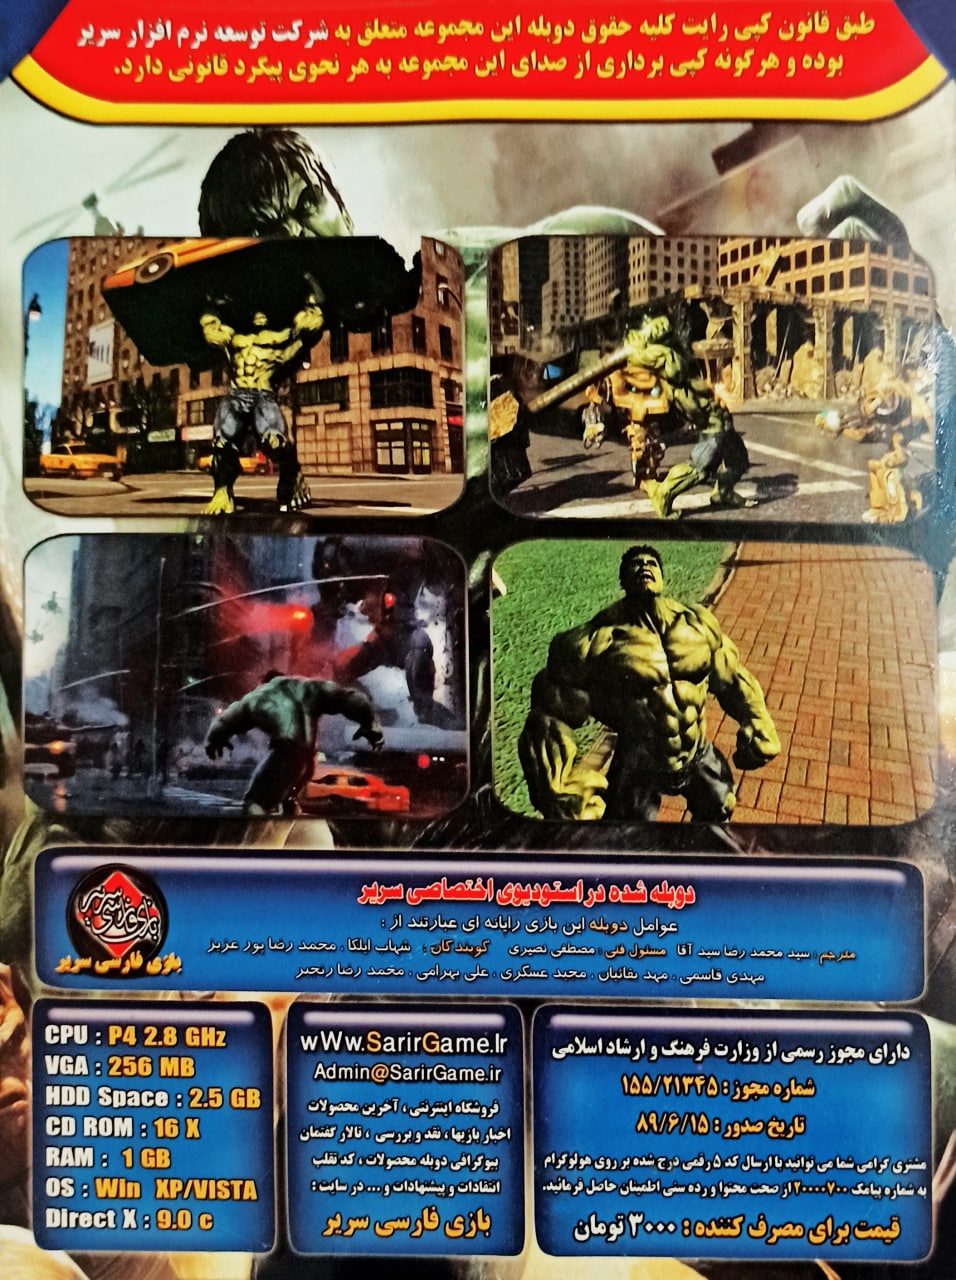 طبق قانون کپی رایت کلیه حقوق دوبله این مجموعه متعلق به شرکت توسعه نرم افزار سریر
بوده و هرگونه کپی برداری از صدای این مجموعه به هر نحوی پیگرد قانونی دارد.
دوبله شده در استودیوی اختصاصی سریر
عوامل دوبله این بازی رایانه ای عبارتند از :
مترجم : سید محمد رضا سید آقا مسئول فنی : مصطفی نصیری گویندگان : شهاب ایلکا ، محمد رضا پور عزیز
مهدی قاسمی ، مهد بقائیان ، مجید عسکری ، علی بهرامی ، محمد رضا رنجبر
بازی فارسی سریر
CPU : P4 2.8 GHz
VGA : 256 MB
HDD Space : 2.5 GB
CD ROM : 16 X
RAM : 1 GB
OS : Win XP/VISTA
Direct X : 9.0 c
wWw.SarirGame.Ir
Admin@SarirGame.ir
فروشگاه اینترنتی ، آخرین محصولات
اخبار بازیها ، نقد و بررسی ، تالار گفتمان
بیوگرافی دوبله محصولات ، کد تقلب
انتقادات و پیشنهادات و ... در سایت :
بازی فارسی سریر
دارای مجوز رسمی از وزارت فرهنگ و ارشاد اسلامی
شماره مجوز : ۱۵۵/۲۱۳۴۵
تاریخ صدور : ۸۹/۶/۱۵
مشتری گرامی شما می توانید با ارسال کد ۵ رقمی درج شده بر روی هولوگرام
به شماره پیامک ۲۰۰۰۰۷۰۰ از صحت محتوا و رده سنی اطمینان حاصل فرمائید.
قیمت برای مصرف کننده : ۳۰۰۰ تومان